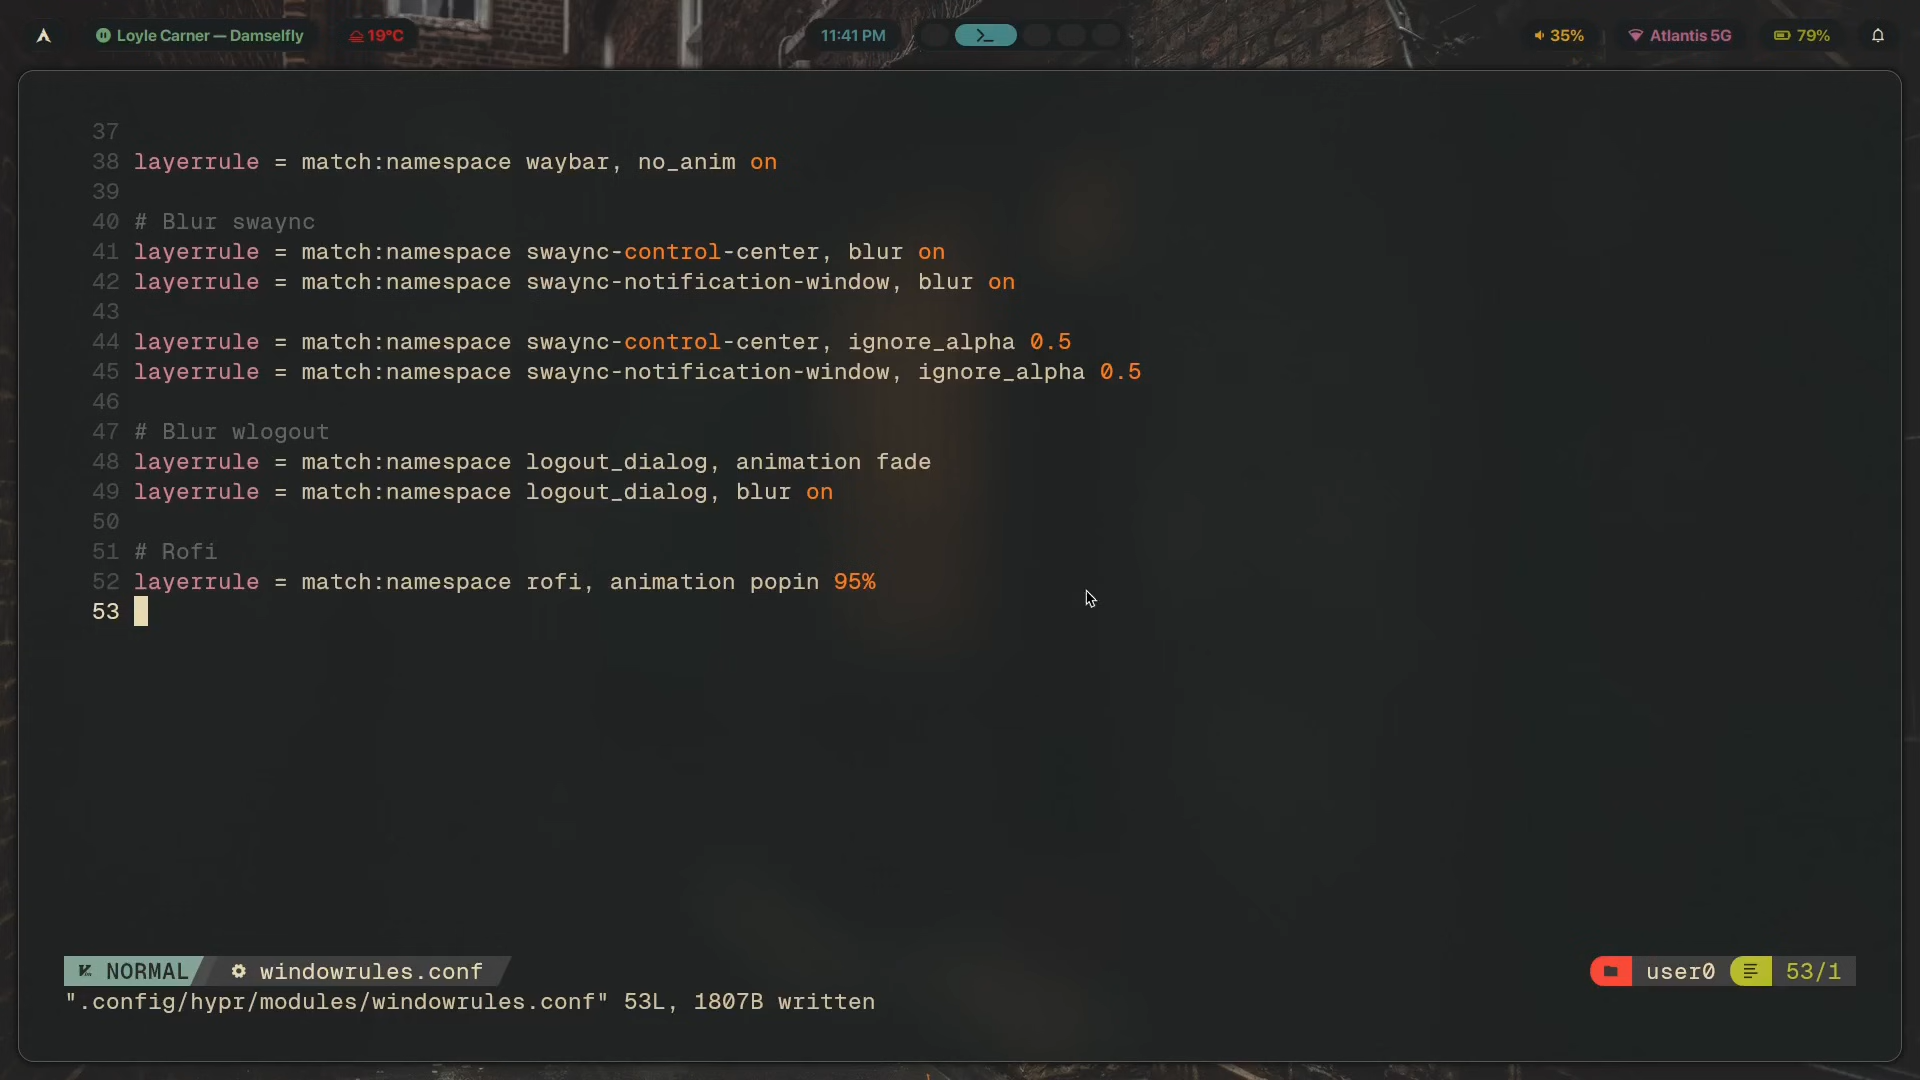 Loyle Carner — Damselfly
19°C
11:41 PM
35%
Atlantis 5G
79%
37
38 layerrule = match:namespace waybar, no_anim on
39
40 # Blur swaync
41 layerrule = match:namespace swaync-control-center, blur on
42 layerrule = match:namespace swaync-notification-window, blur on
43
44 layerrule = match:namespace swaync-control-center, ignore_alpha 0.5
45 layerrule = match:namespace swaync-notification-window, ignore_alpha 0.5
46
47 # Blur wlogout
48 layerrule = match:namespace logout_dialog, animation fade
49 layerrule = match:namespace logout_dialog, blur on
50
51 # Rofi
52 layerrule = match:namespace rofi, animation popin 95%
53
NORMAL windowrules.conf user0 53/1
".config/hypr/modules/windowrules.conf" 53L, 1807B written